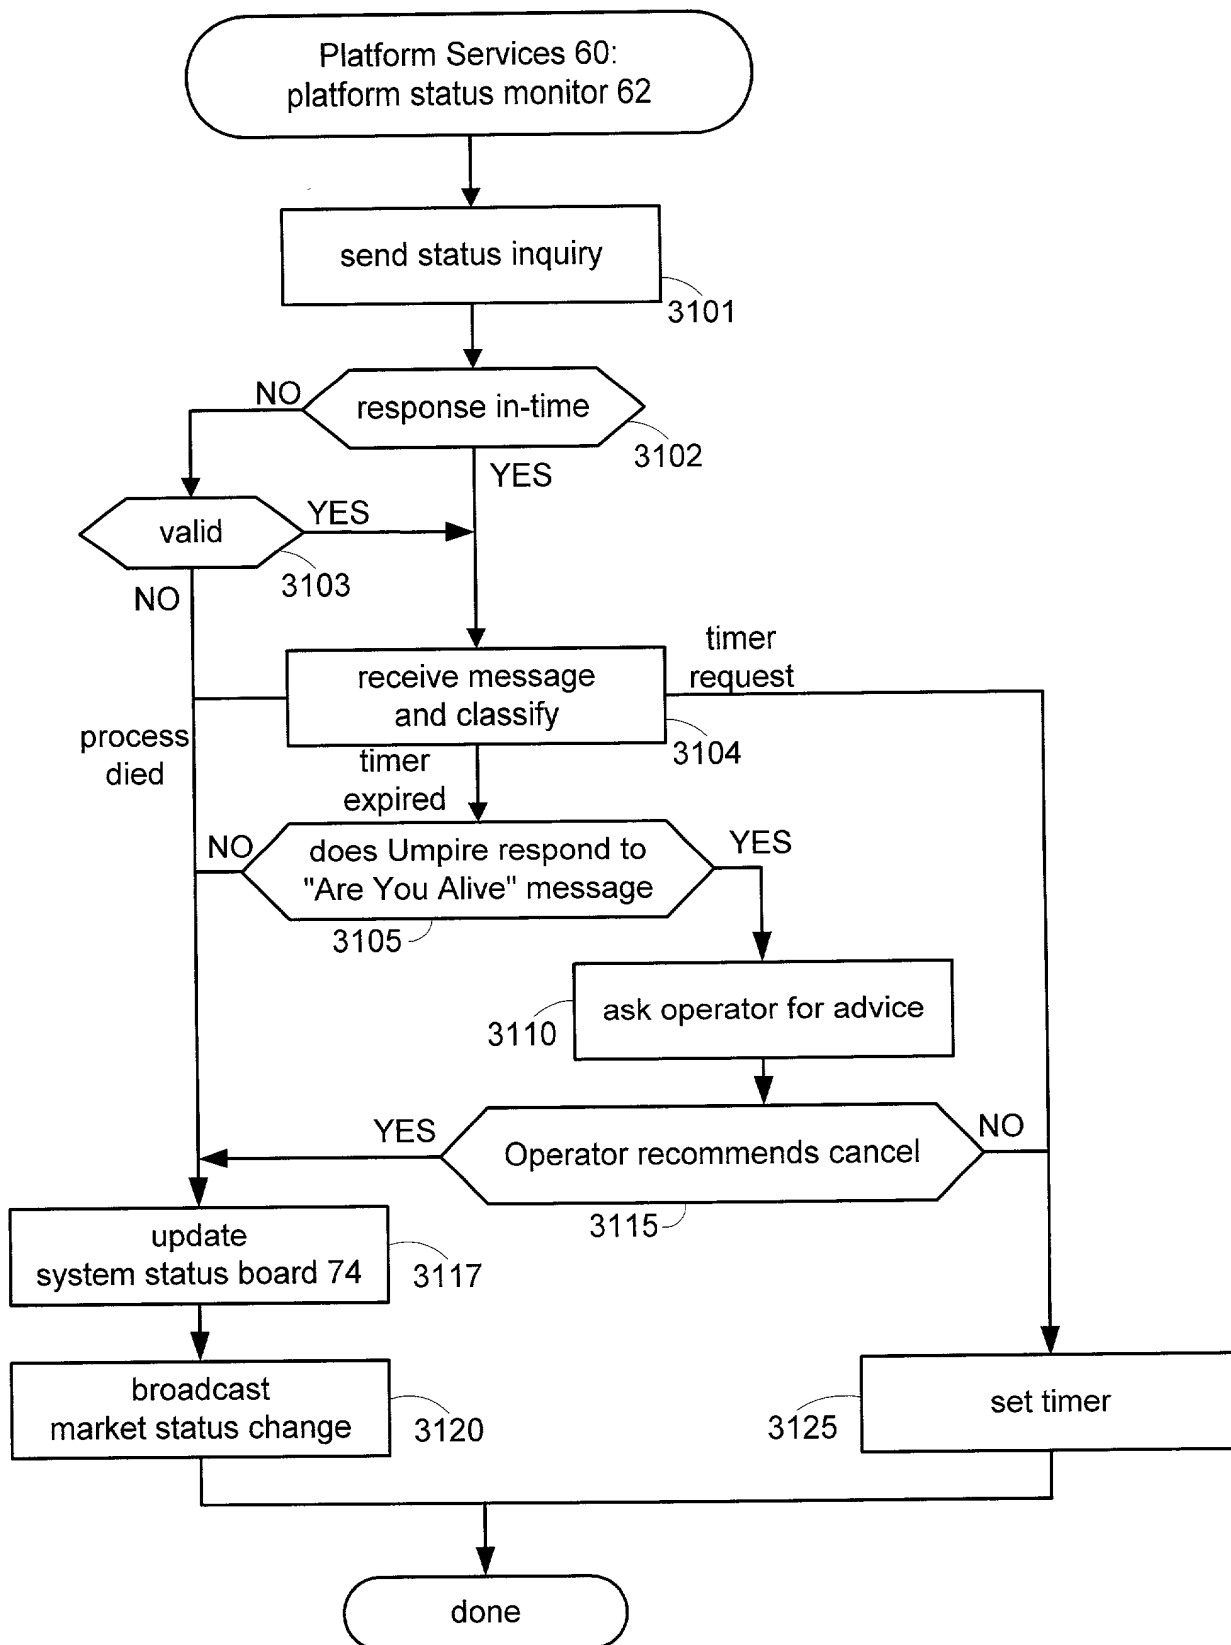 Platform Services 60:
platform status monitor 62
send status inquiry
3101
NO
response in-time
3102
YES
valid
YES
3103
NO
timer
request
receive message
and classify
3104
process
died
timer
expired
NO
does Umpire respond to
"Are You Alive" message
YES
3105
ask operator for advice
3110
YES
Operator recommends cancel
NO
3115
update
system status board 74
3117
broadcast
market status change
3120
set timer
3125
done